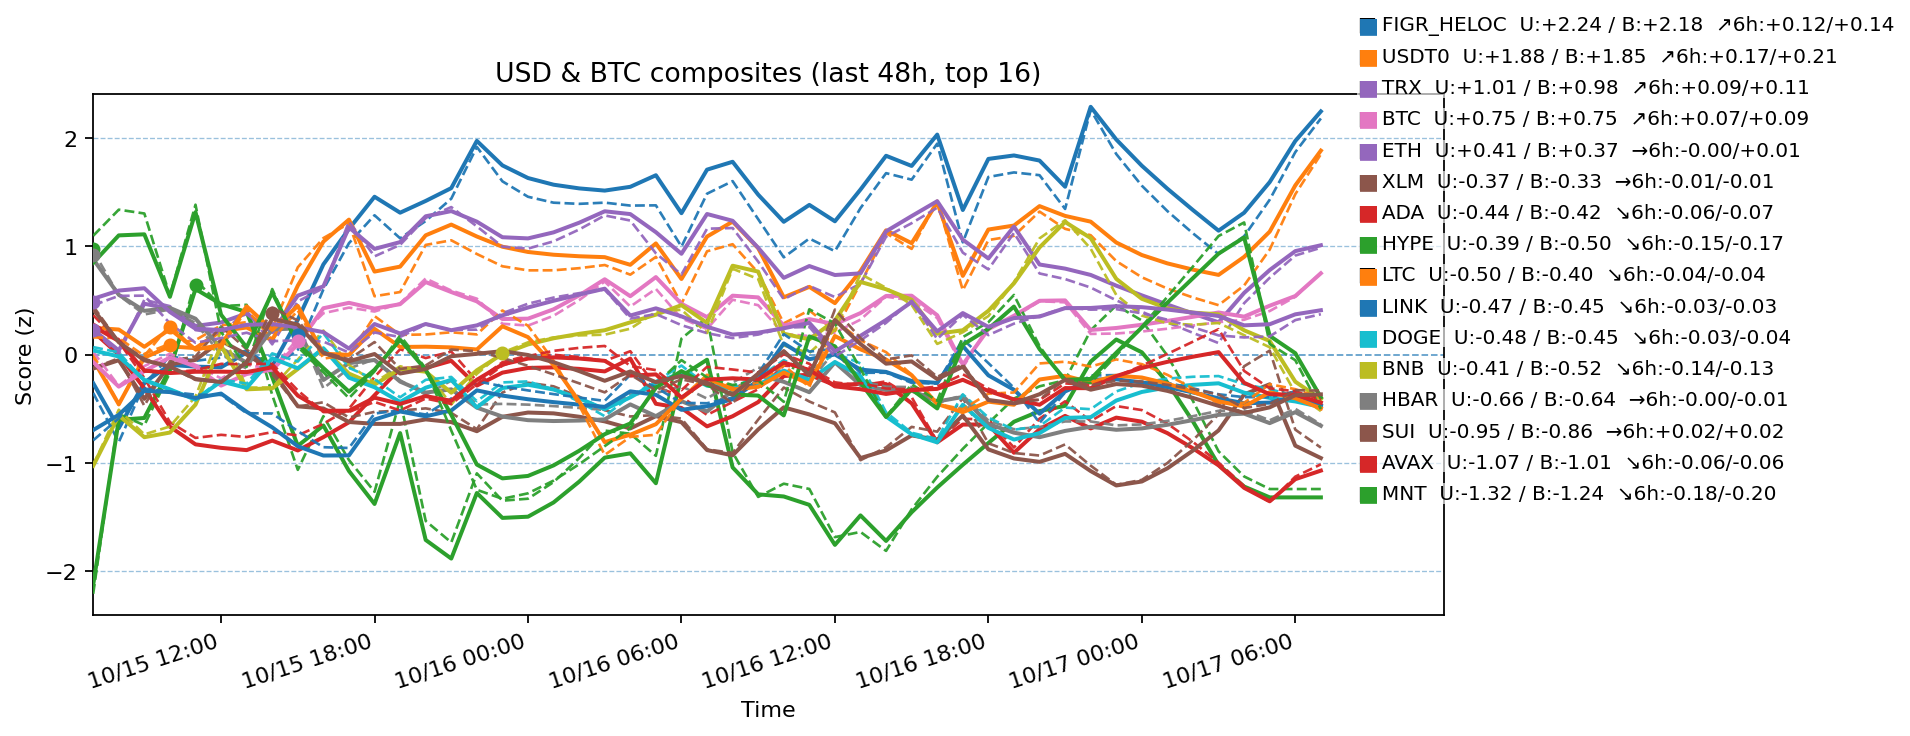 USD & BTC composites (last 48h, top 16)
FIGR_HELOC U:+2.24 / B:+2.18 ↗6h:+0.12/+0.14
USDT0 U:+1.88 / B:+1.85 ↗6h:+0.17/+0.21
TRX U:+1.01 / B:+0.98 ↗6h:+0.09/+0.11
BTC U:+0.75 / B:+0.75 ↗6h:+0.07/+0.09
ETH U:+0.41 / B:+0.37 →6h:-0.00/+0.01
XLM U:-0.37 / B:-0.33 →6h:-0.01/-0.01
ADA U:-0.44 / B:-0.42 ↘6h:-0.06/-0.07
HYPE U:-0.39 / B:-0.50 ↘6h:-0.15/-0.17
LTC U:-0.50 / B:-0.40 ↘6h:-0.04/-0.04
LINK U:-0.47 / B:-0.45 ↘6h:-0.03/-0.03
DOGE U:-0.48 / B:-0.45 ↘6h:-0.03/-0.04
BNB U:-0.41 / B:-0.52 ↘6h:-0.14/-0.13
HBAR U:-0.66 / B:-0.64 →6h:-0.00/-0.01
SUI U:-0.95 / B:-0.86 →6h:+0.02/+0.02
AVAX U:-1.07 / B:-1.01 ↘6h:-0.06/-0.06
MNT U:-1.32 / B:-1.24 ↘6h:-0.18/-0.20
Score (z)
2
1
0
−1
−2
10/15 12:00
10/15 18:00
10/16 00:00
10/16 06:00
10/16 12:00
10/16 18:00
10/17 00:00
10/17 06:00
Time